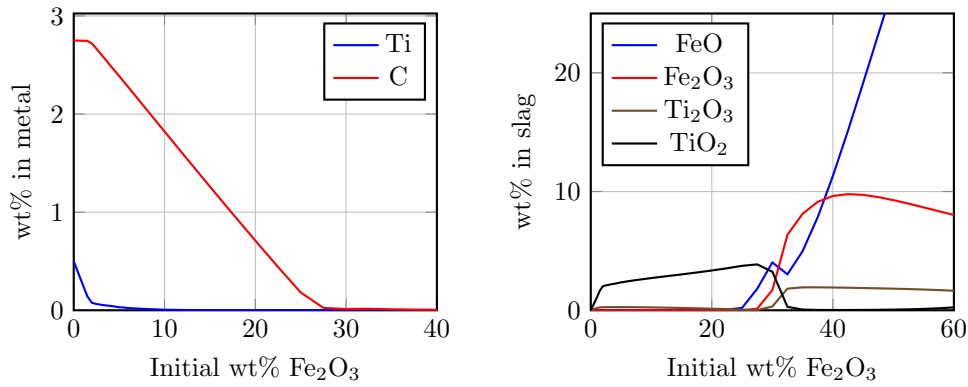 wt% in metal
3
2
1
0
0
10
20
30
40
Initial wt% Fe₂O₃
Ti
C
wt% in slag
20
10
0
0
20
40
60
Initial wt% Fe₂O₃
FeO
Fe₂O₃
Ti₂O₃
TiO₂